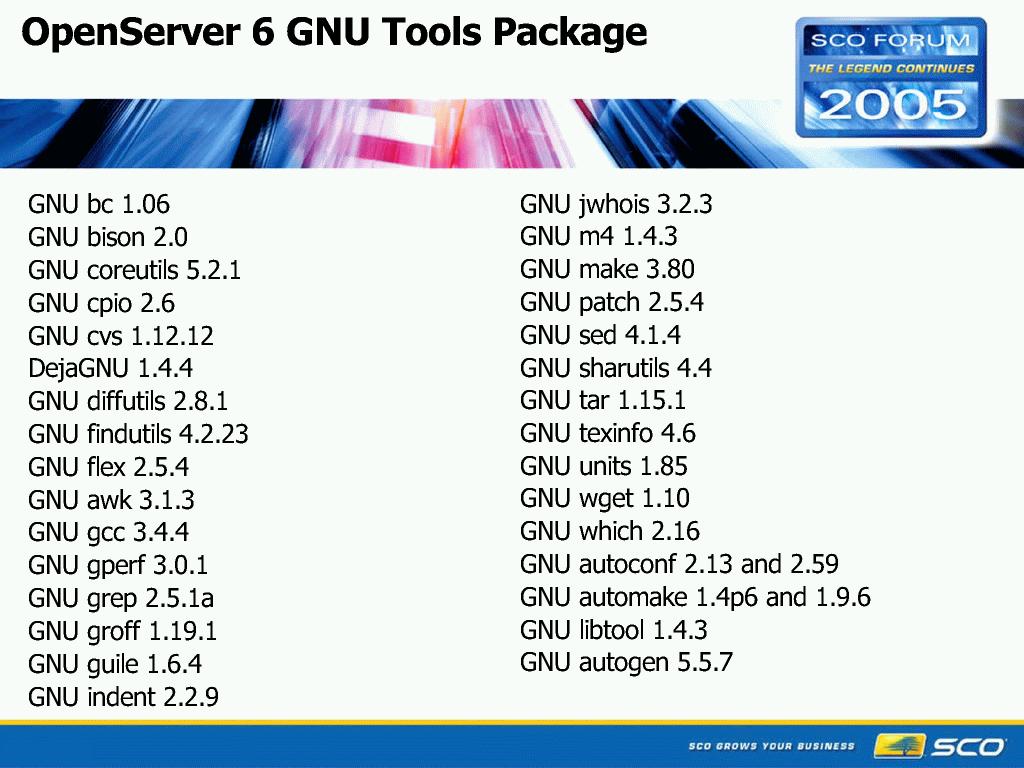 OpenServer 6 GNU Tools Package
SCO FORUM
THE LEGEND CONTINUES
2005
GNU bc 1.06
GNU bison 2.0
GNU coreutils 5.2.1
GNU cpio 2.6
GNU cvs 1.12.12
DejaGNU 1.4.4
GNU diffutils 2.8.1
GNU findutils 4.2.23
GNU flex 2.5.4
GNU awk 3.1.3
GNU gcc 3.4.4
GNU gperf 3.0.1
GNU grep 2.5.1a
GNU groff 1.19.1
GNU guile 1.6.4
GNU indent 2.2.9
GNU jwhois 3.2.3
GNU m4 1.4.3
GNU make 3.80
GNU patch 2.5.4
GNU sed 4.1.4
GNU sharutils 4.4
GNU tar 1.15.1
GNU texinfo 4.6
GNU units 1.85
GNU wget 1.10
GNU which 2.16
GNU autoconf 2.13 and 2.59
GNU automake 1.4p6 and 1.9.6
GNU libtool 1.4.3
GNU autogen 5.5.7
SCO GROWS YOUR BUSINESS
SCO